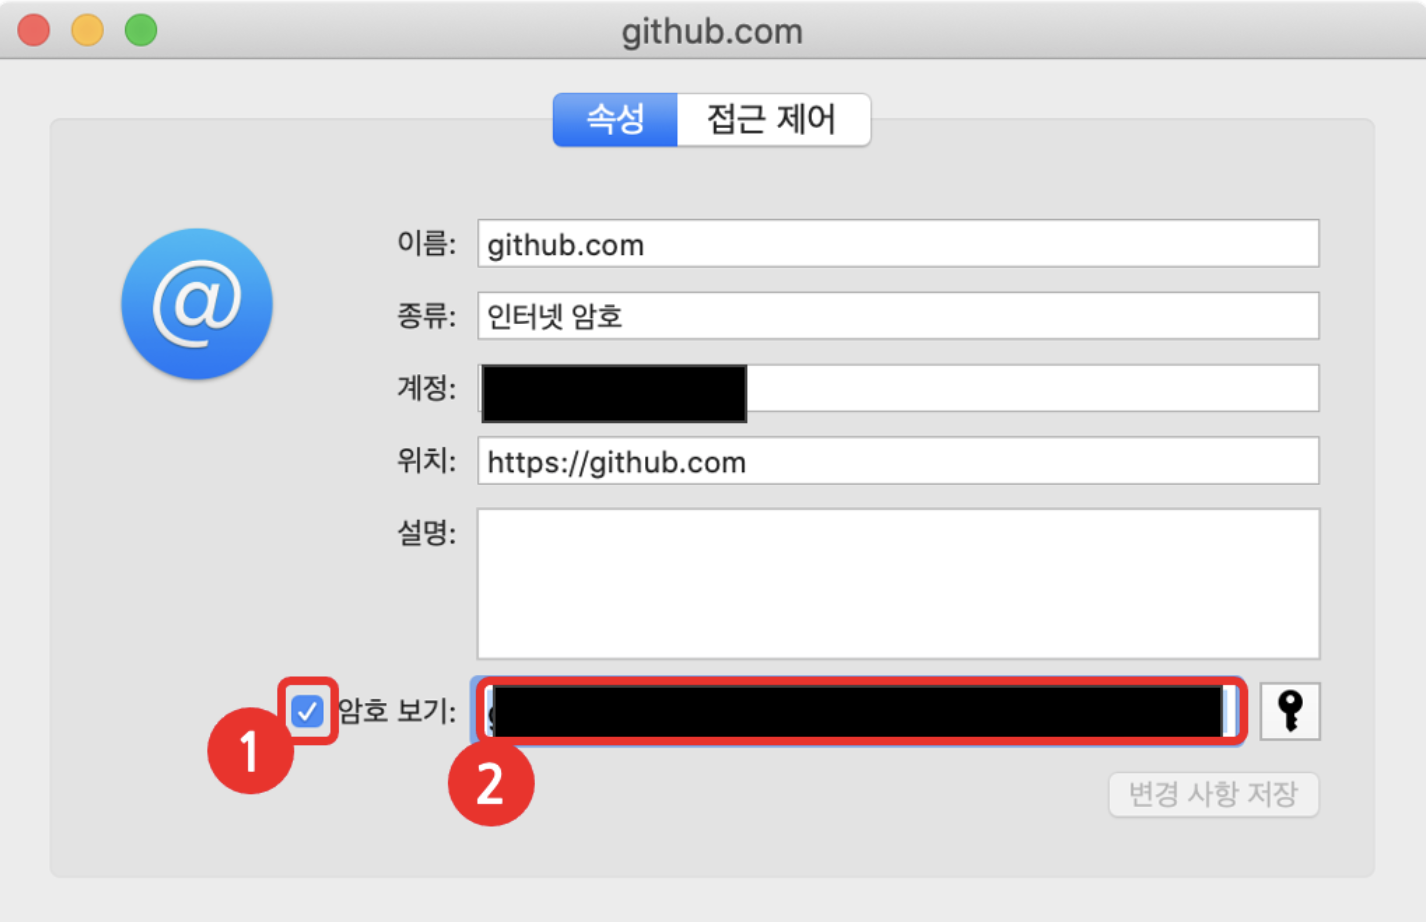 github.com
속성 접근 제어
@
이름: github.com
종류: 인터넷 암호
계정:
위치: https://github.com
설명:
암호 보기:
1
2
변경 사항 저장